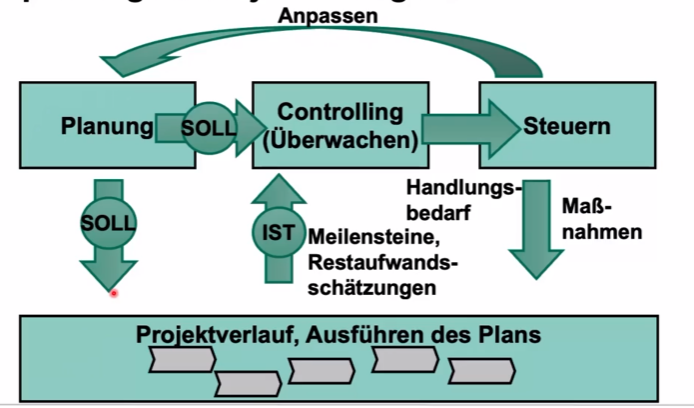 Anpassen
Planung
SOLL
Controlling
(Überwachen)
Steuern
SOLL
IST
Meilensteine,
Restaufwands-
schätzungen
Handlungs-
bedarf
Maß-
nahmen
Projektverlauf, Ausführen des Plans